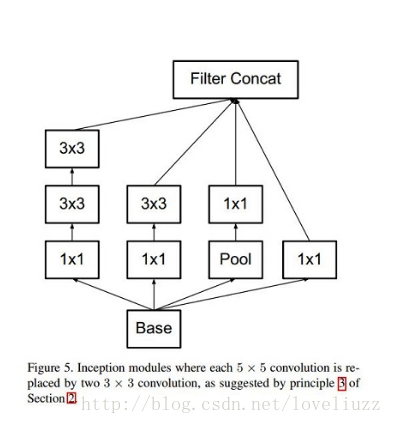 Filter Concat
3x3
3x3 3x3 1x1
1x1 1x1 Pool 1x1
Base
Figure 5. Inception modules where each 5 × 5 convolution is re-
placed by two 3 × 3 convolution, as suggested by principle 3 of
Section 2.
http://blog.csdn.net/loveliuzz